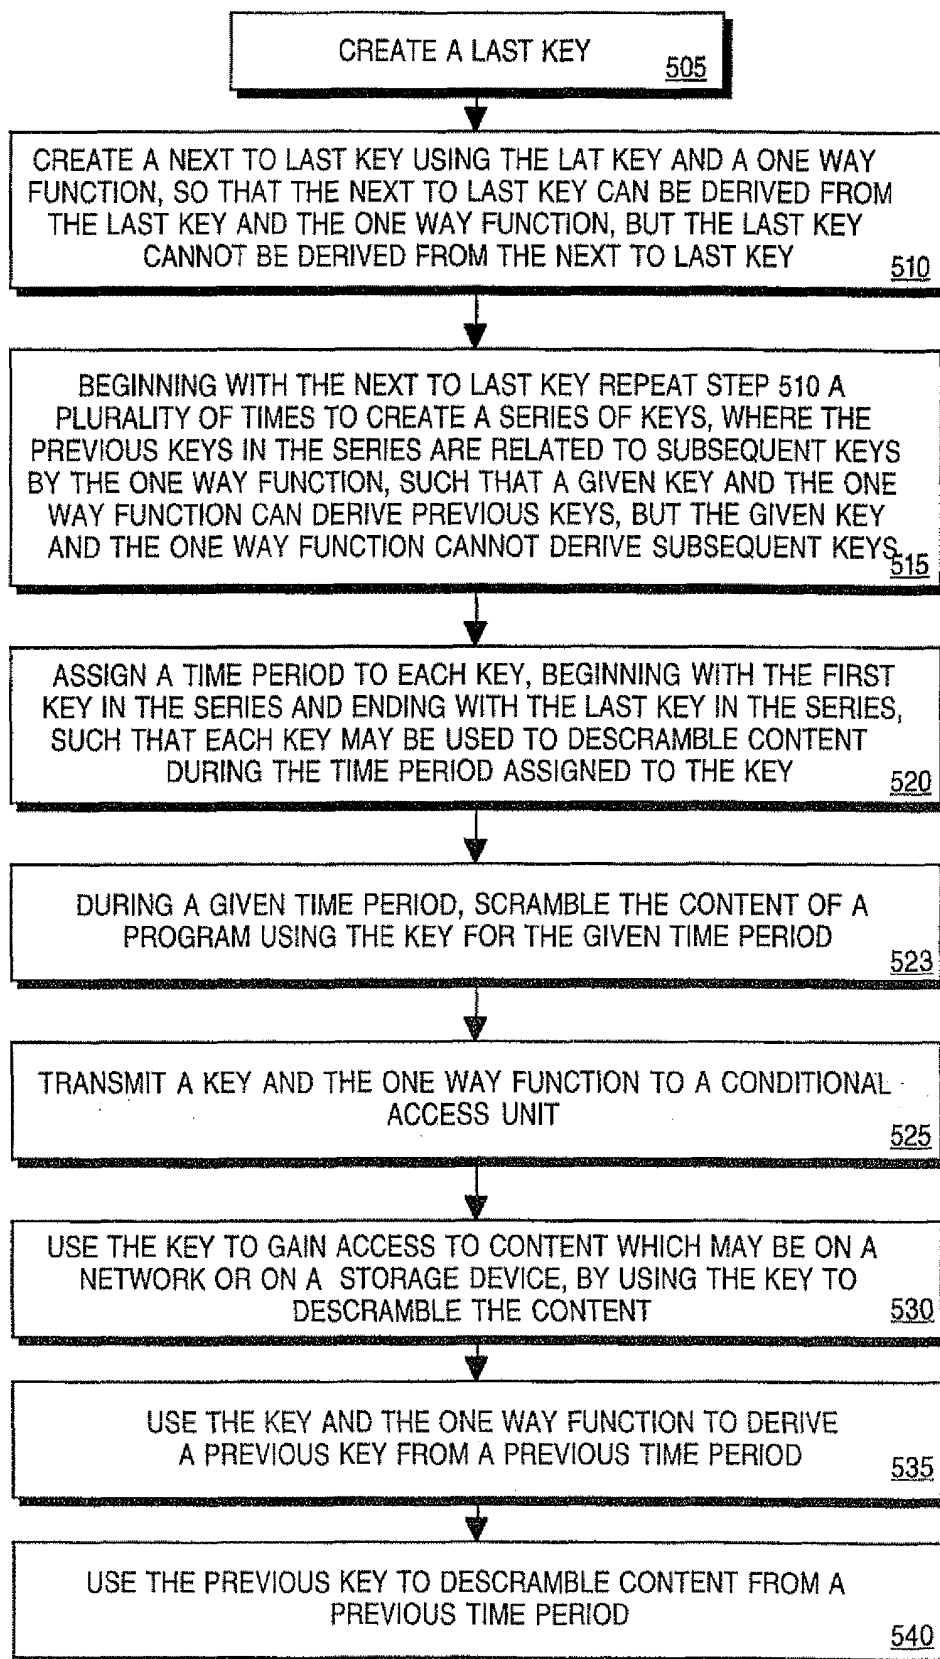 CREATE A LAST KEY
505
CREATE A NEXT TO LAST KEY USING THE LAT KEY AND A ONE WAY
FUNCTION, SO THAT THE NEXT TO LAST KEY CAN BE DERIVED FROM
THE LAST KEY AND THE ONE WAY FUNCTION, BUT THE LAST KEY
CANNOT BE DERIVED FROM THE NEXT TO LAST KEY
510
BEGINNING WITH THE NEXT TO LAST KEY REPEAT STEP 510 A
PLURALITY OF TIMES TO CREATE A SERIES OF KEYS, WHERE THE
PREVIOUS KEYS IN THE SERIES ARE RELATED TO SUBSEQUENT KEYS
BY THE ONE WAY FUNCTION, SUCH THAT A GIVEN KEY AND THE ONE
WAY FUNCTION CAN DERIVE PREVIOUS KEYS, BUT THE GIVEN KEY
AND THE ONE WAY FUNCTION CANNOT DERIVE SUBSEQUENT KEYS
515
ASSIGN A TIME PERIOD TO EACH KEY, BEGINNING WITH THE FIRST
KEY IN THE SERIES AND ENDING WITH THE LAST KEY IN THE SERIES,
SUCH THAT EACH KEY MAY BE USED TO DESCRAMBLE CONTENT
DURING THE TIME PERIOD ASSIGNED TO THE KEY
520
DURING A GIVEN TIME PERIOD, SCRAMBLE THE CONTENT OF A
PROGRAM USING THE KEY FOR THE GIVEN TIME PERIOD
523
TRANSMIT A KEY AND THE ONE WAY FUNCTION TO A CONDITIONAL
ACCESS UNIT
525
USE THE KEY TO GAIN ACCESS TO CONTENT WHICH MAY BE ON A
NETWORK OR ON A STORAGE DEVICE, BY USING THE KEY TO
DESCRAMBLE THE CONTENT
530
USE THE KEY AND THE ONE WAY FUNCTION TO DERIVE
A PREVIOUS KEY FROM A PREVIOUS TIME PERIOD
535
USE THE PREVIOUS KEY TO DESCRAMBLE CONTENT FROM A
PREVIOUS TIME PERIOD
540